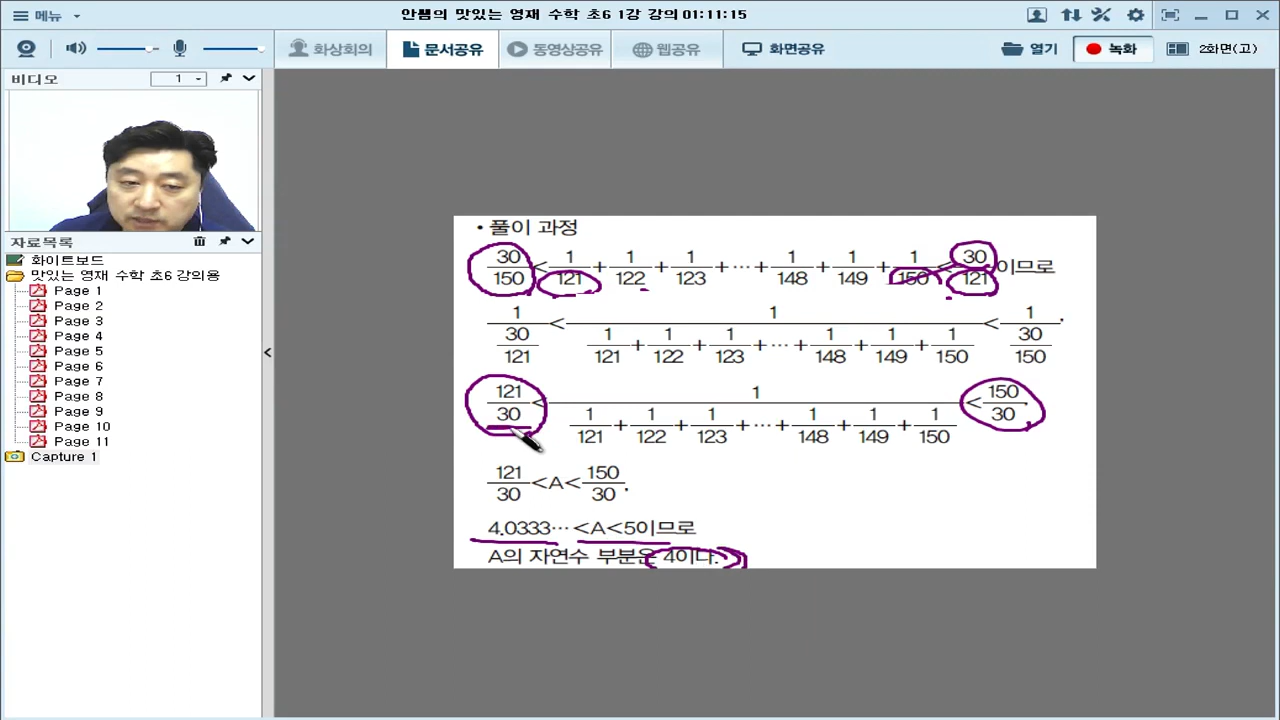 메뉴
안쌤의 맛있는 영재 수학 초6 1강 강의 01:11:15
화상회의 문서공유 동영상공유 웹공유 화면공유 열기 녹화 2화면(고)
비디오 1
자료목록
화이트보드
맛있는 영재 수학 초6 강의용
Page 1
Page 2
Page 3
Page 4
Page 5
Page 6
Page 7
Page 8
Page 9
Page 10
Page 11
Capture 1
• 풀이 과정
30/150 < 1/121 + 1/122 + 1/123 + ⋯ + 1/148 + 1/149 + 1/150 < 30/121 이므로
1/(30/121) < 1/(1/121 + 1/122 + 1/123 + ⋯ + 1/148 + 1/149 + 1/150) < 1/(30/150).
121/30 < 1/(1/121 + 1/122 + 1/123 + ⋯ + 1/148 + 1/149 + 1/150) < 150/30.
121/30 < A < 150/30.
4.0333⋯ < A < 5이므로
A의 자연수 부분은 4이다.